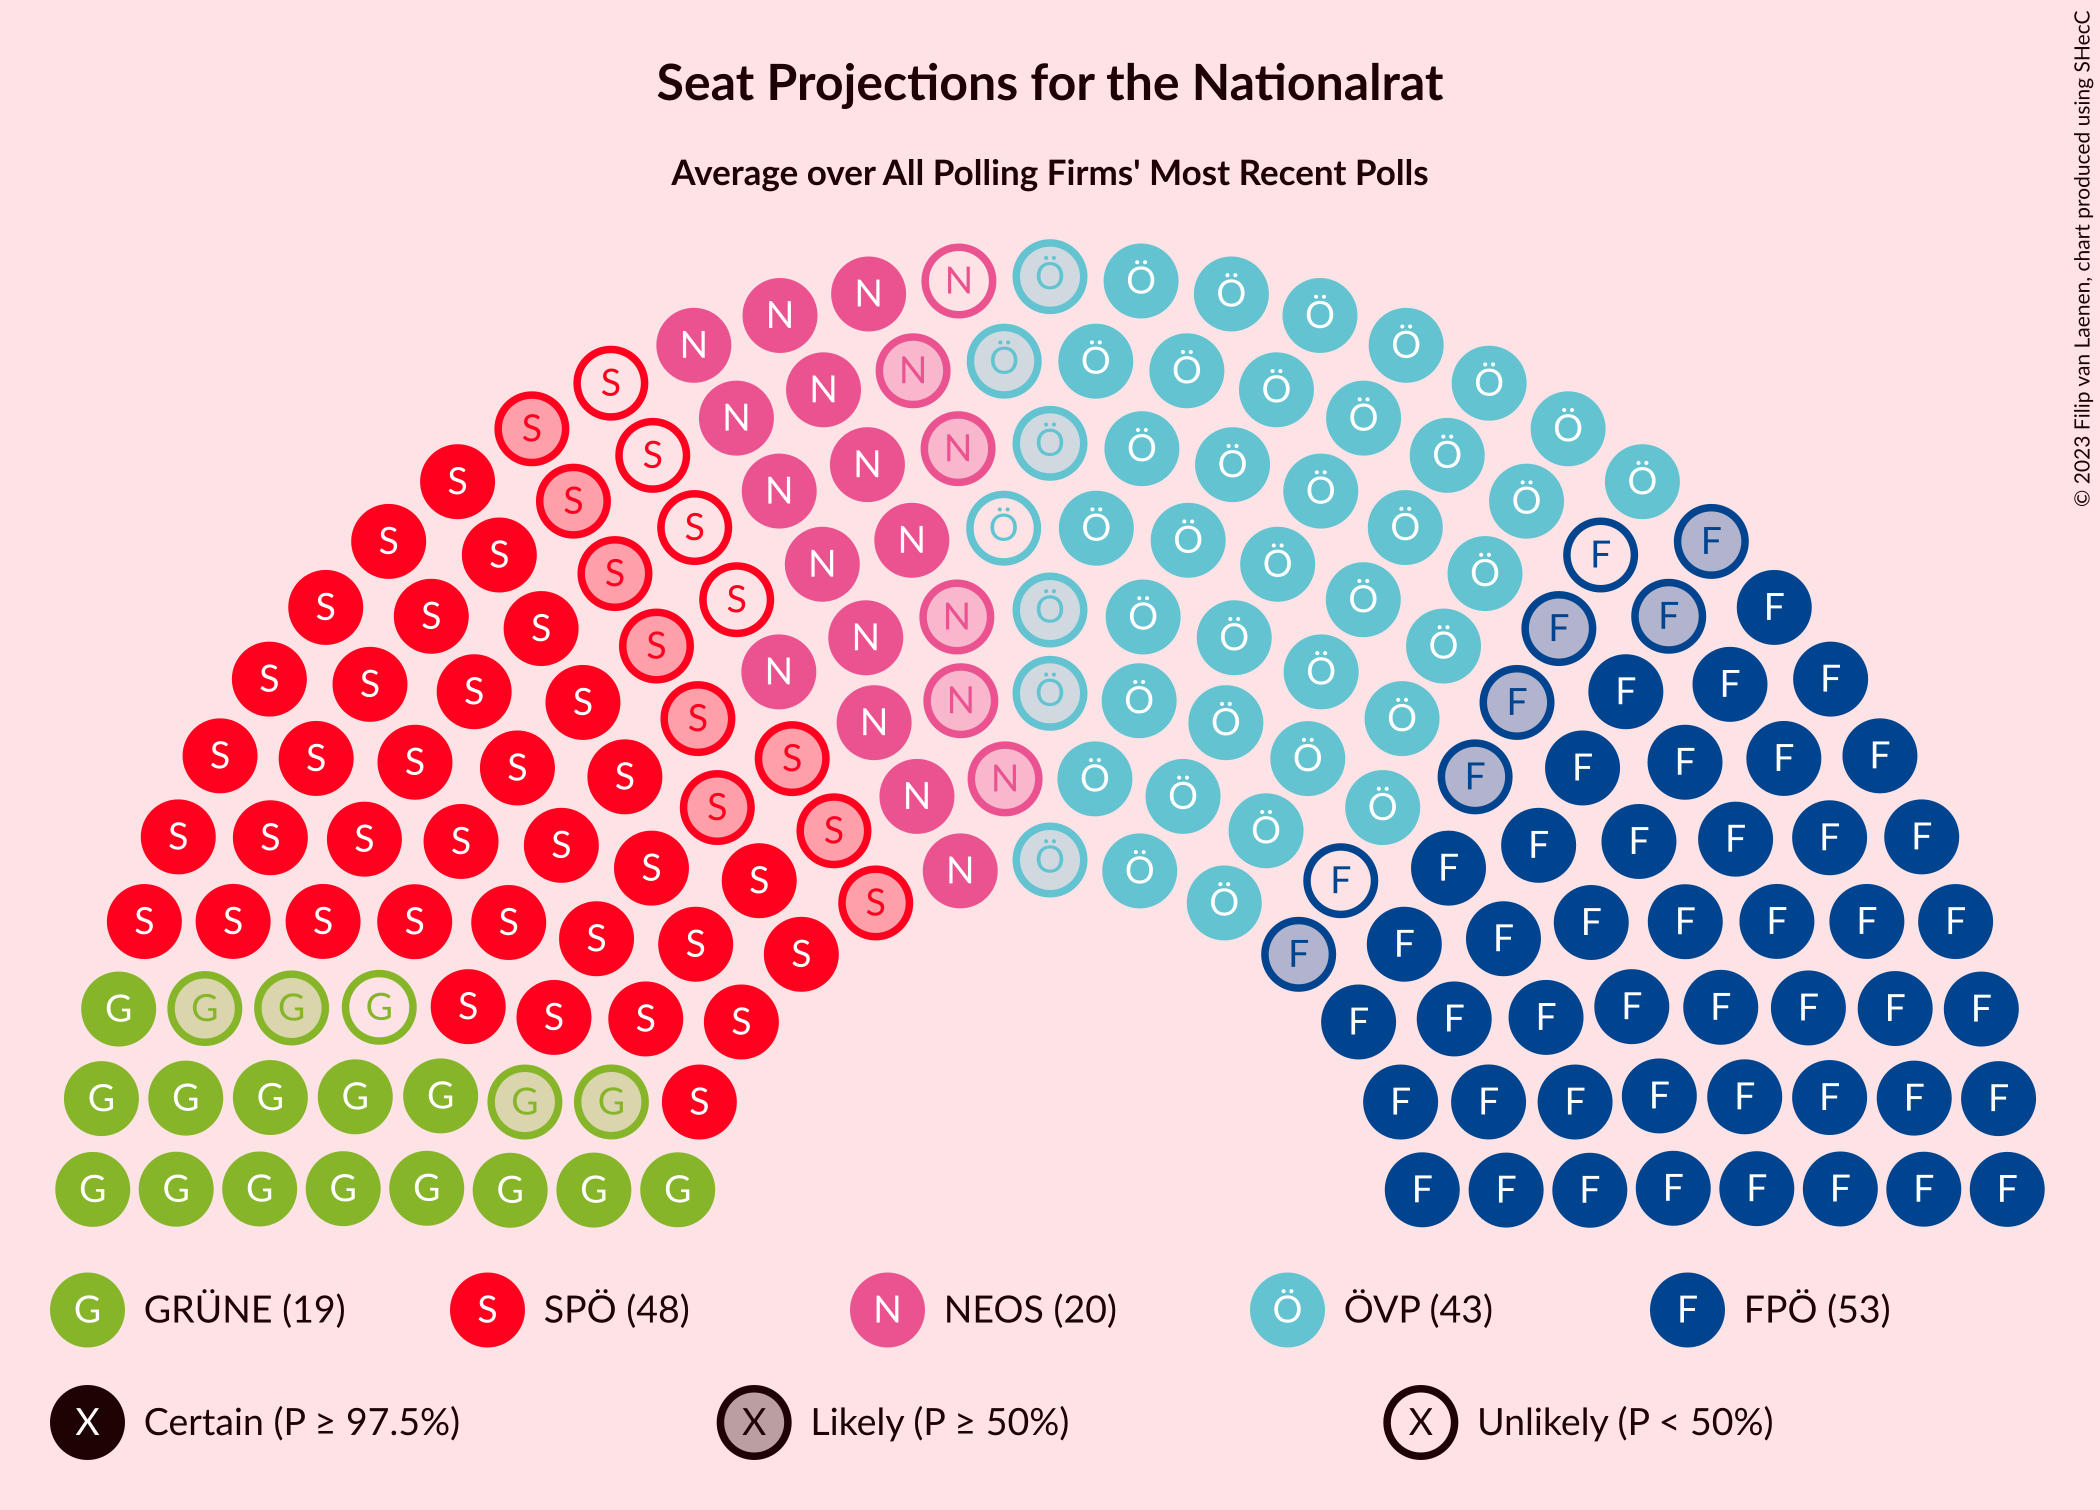 Seat Projections for the Nationalrat
Average over All Polling Firms' Most Recent Polls
© 2023 Filip van Laenen, chart produced using SHecC
N N N N Ö Ö Ö Ö Ö
S N N N Ö Ö Ö Ö Ö Ö
S S N N N Ö Ö Ö Ö Ö Ö
S S S N N Ö Ö Ö Ö Ö Ö F F
S S S S N N N Ö Ö Ö Ö Ö F F F
S S S S S N N N Ö Ö Ö Ö Ö F F F F
S S S S S S N N Ö Ö Ö Ö F F F F F
S S S S S S S S N Ö Ö Ö F F F F F F F
S S S S S S S S F F F F F F F F
G G G G S S S S F F F F F F F F
G G G G G G G S F F F F F F F F
G G G G G G G G F F F F F F F F
G GRÜNE (19) S SPÖ (48) N NEOS (20) Ö ÖVP (43) F FPÖ (53)
X Certain (P ≥ 97.5%) X Likely (P ≥ 50%) X Unlikely (P < 50%)